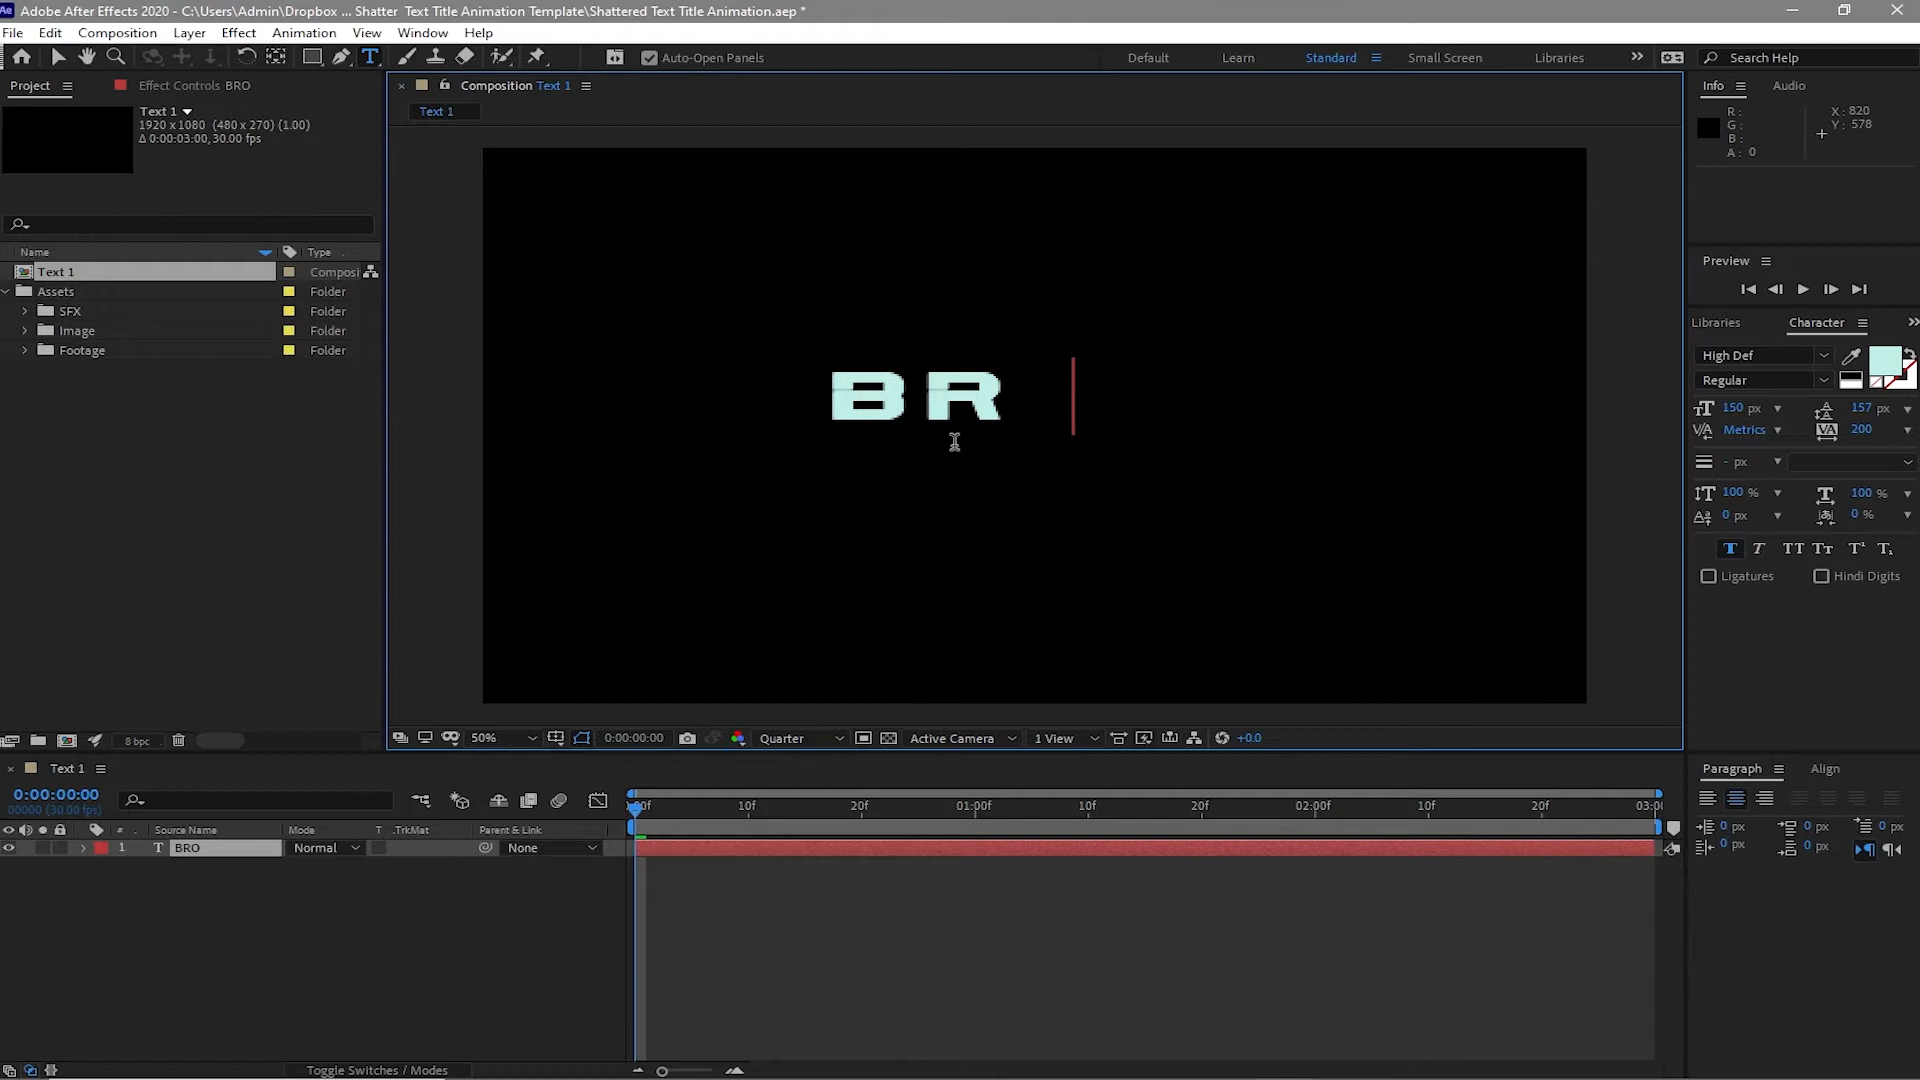 Ae Adobe After Effects 2020 - C:\Users\Admin\Dropbox ... Shatter  Text Title Animation Template\Shattered Text Title Animation.aep *
File Edit Composition Layer Effect Animation View Window Help
Auto-Open Panels Default Learn Standard Small Screen Libraries Search Help
Project Effect Controls BRO
Text 1
1920 x 1080 (480 x 270) (1.00)
Δ 0:00:03:00, 30.00 fps
Name Type
Text 1 Composi
Assets Folder
SFX Folder
Image Folder
Footage Folder
8 bpc
Composition Text 1
Text 1
BR
50% 0:00:00:00 Quarter Active Camera 1 View +0.0
Info Audio
R: X: 820
G: Y: 578
B:
A: 0
Preview
Libraries Character
High Def
Regular
150 px 157 px
Metrics 200
- px
100 % 100 %
0 px 0 %
T T TT Tt T¹ T₁
Ligatures Hindi Digits
Text 1
0:00:00:00
00000 (30.00 fps)
10f 20f 01:00f 10f 20f 02:00f 10f 20f
# Source Name Mode T .TrkMat Parent & Link
1 T BRO Normal None
Toggle Switches / Modes
Paragraph Align
0 px 0 px 0 px
0 px 0 px